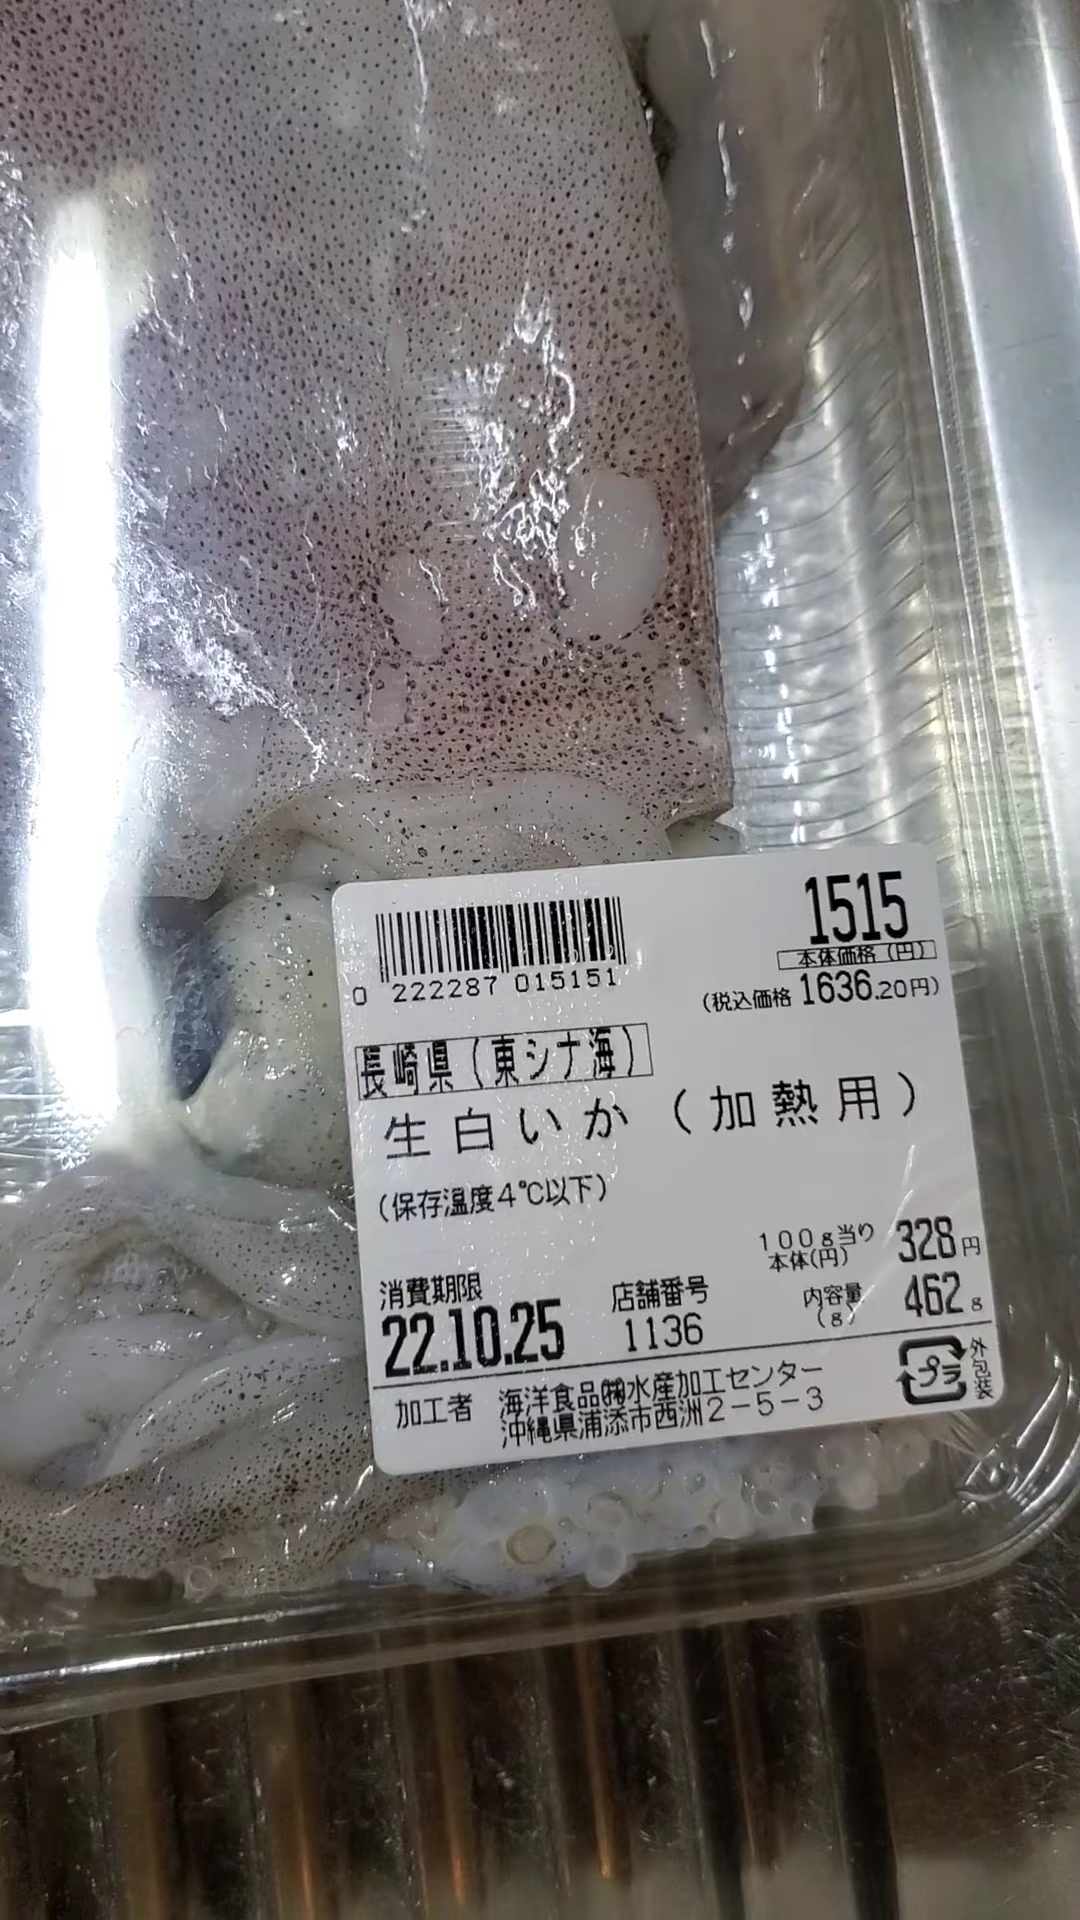 1515
本体価格(円)
0 222287 015151
(税込価格 1636.20円)
長崎県(東シナ海)
生白いか(加熱用)
(保存温度4℃以下)
100g当り
本体(円) 328円
消費期限 店舗番号 内容量(g) 462g
22.10.25 1136
加工者 海洋食品㈱水産加工センター
沖縄県浦添市西洲2-5-3
プラ 外包装